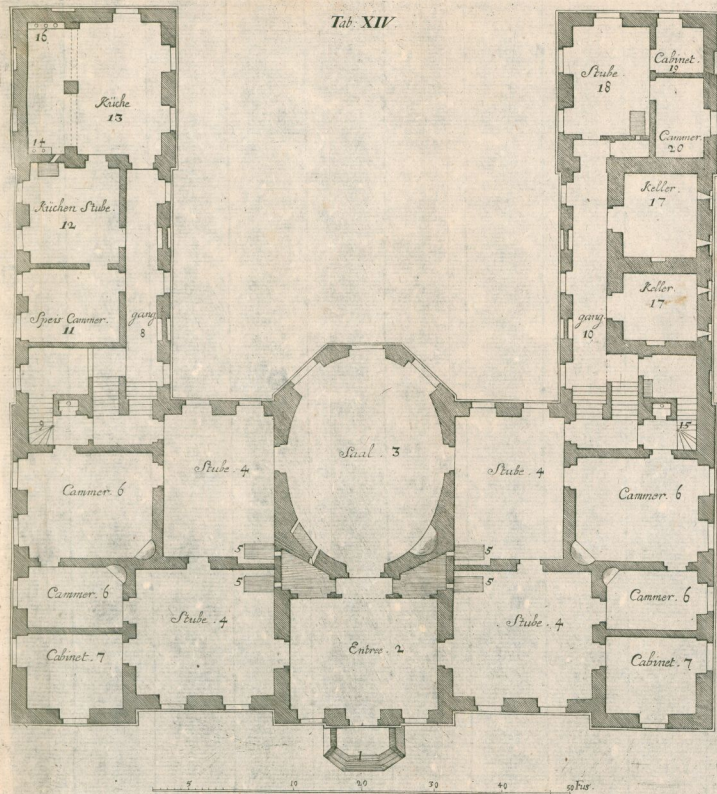 Tab. XIV.
16
Küche
13
14
Küchen Stube.
12
Speis Cammer.
11
gang
8
9
Cammer. 6
Cammer. 6
Cabinet. 7
Stube. 4
5
5
Stube. 4
Saal. 3
Entree. 2
1
Stube. 4
5
5
Stube. 4
Stube.
18
Cabinet.
19
Cammer.
20
Keller.
17
Keller.
17
gang
10
15
Cammer. 6
Cammer. 6
Cabinet. 7
5 10 20 30 40 50 Fus.